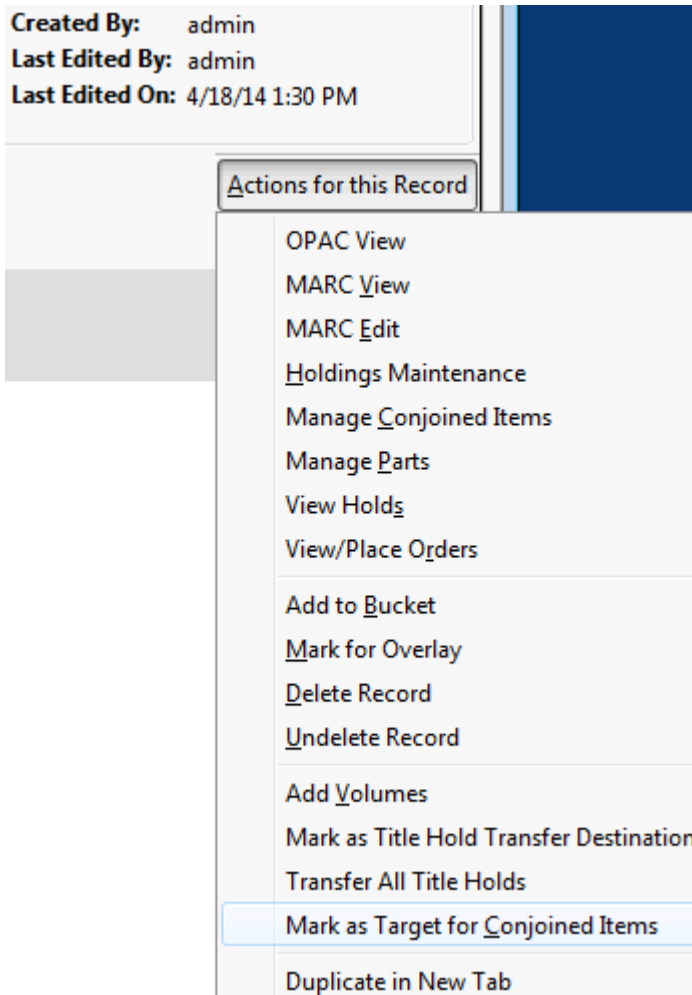 Created By: admin
Last Edited By: admin
Last Edited On: 4/18/14 1:30 PM
Actions for this Record
OPAC View
MARC View
MARC Edit
Holdings Maintenance
Manage Conjoined Items
Manage Parts
View Holds
View/Place Orders
Add to Bucket
Mark for Overlay
Delete Record
Undelete Record
Add Volumes
Mark as Title Hold Transfer Destination
Transfer All Title Holds
Mark as Target for Conjoined Items
Duplicate in New Tab